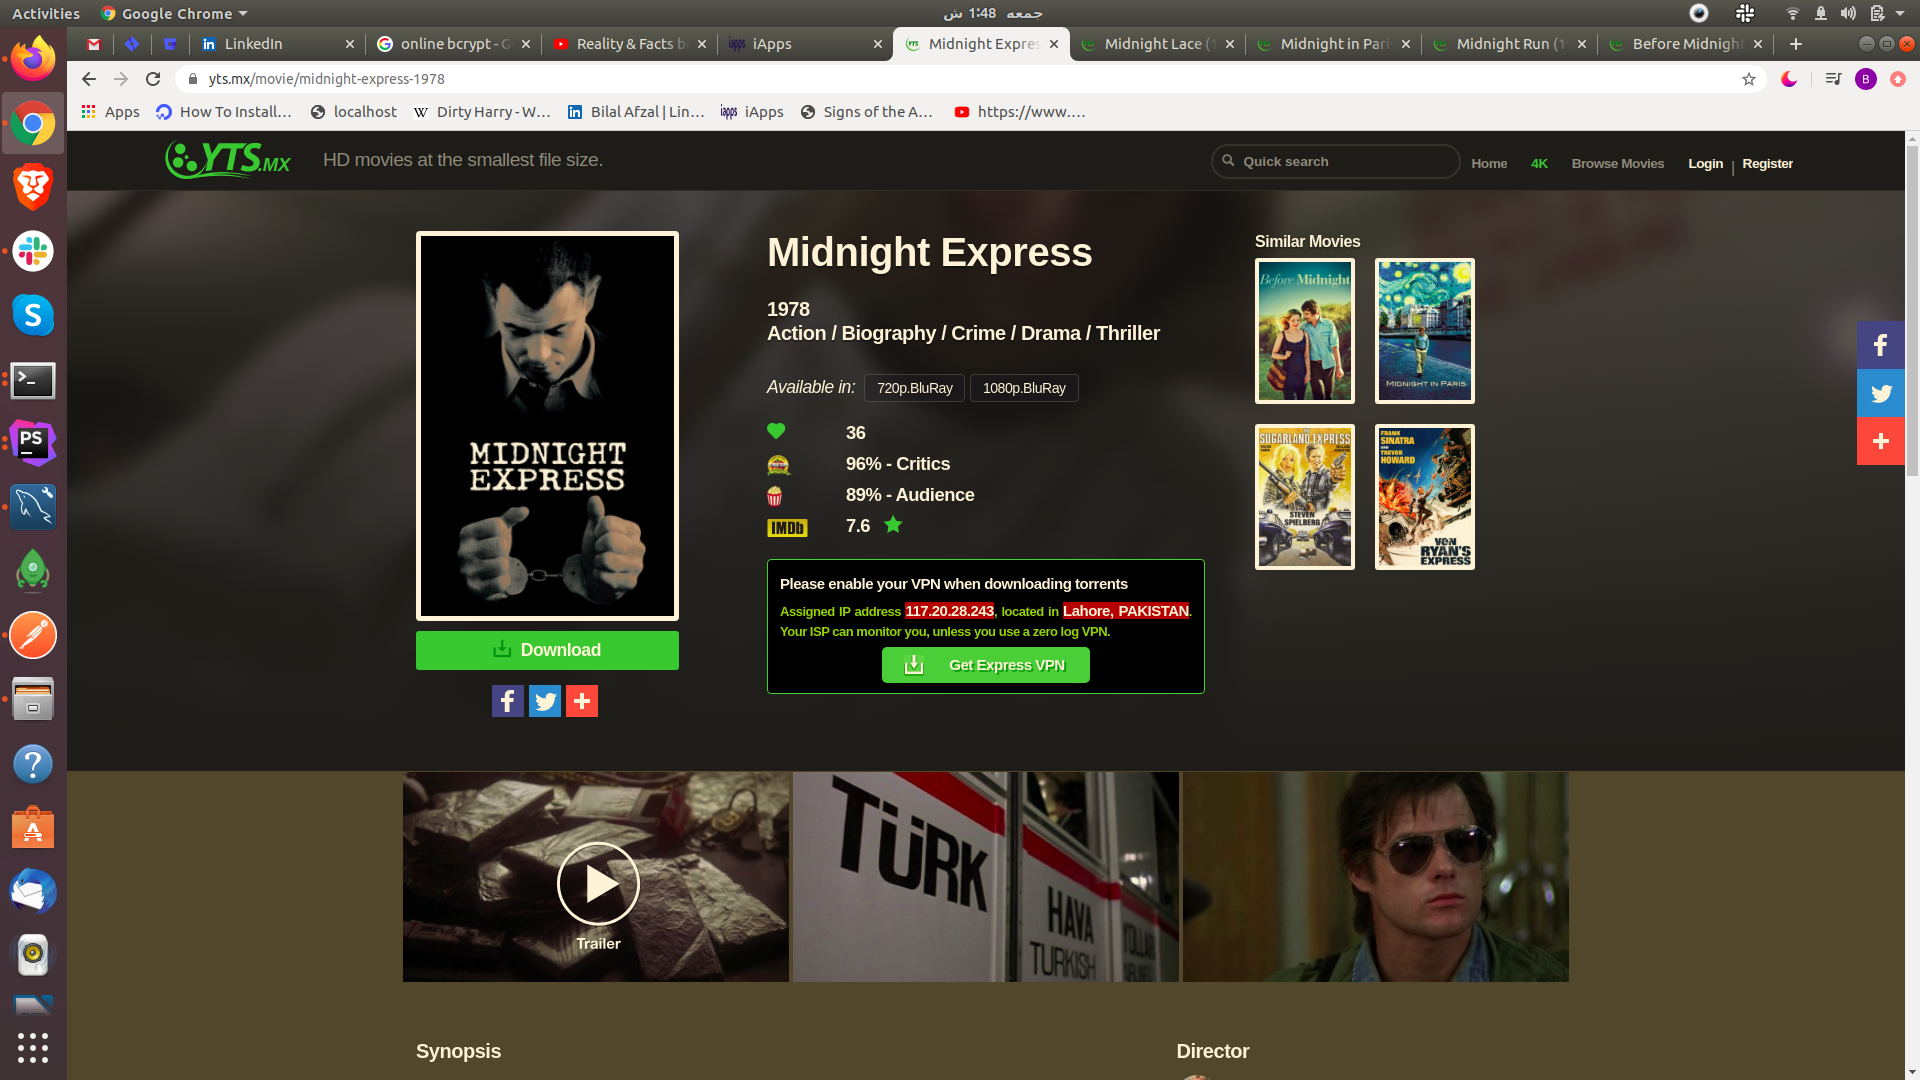 Activities
Google Chrome
جمعه  1:48 ش
LinkedIn
online bcrypt - G
Reality & Facts b
iApps
Midnight Expres
Midnight Lace (1
Midnight in Pari
Midnight Run (19
Before Midnight
yts.mx/movie/midnight-express-1978
B
Apps
How To Install...
localhost
W
Dirty Harry - W...
Bilal Afzal | Lin...
iApps
Signs of the A...
https://www....
YTS.MX
HD movies at the smallest file size.
Quick search
Home
4K
Browse Movies
Login | Register
MIDNIGHT
EXPRESS
Download
Midnight Express
1978
Action / Biography / Crime / Drama / Thriller
Available in: 720p.BluRay 1080p.BluRay
36
96% - Critics
89% - Audience
IMDb 7.6
Please enable your VPN when downloading torrents
Assigned IP address 117.20.28.243, located in Lahore, PAKISTAN.
Your ISP can monitor you, unless you use a zero log VPN.
Get Express VPN
Similar Movies
Before Midnight
MIDNIGHT IN PARIS
SUGARLAND EXPRESS
STEVEN
SPIELBERG
FRANK
SINATRA
AND
TREVOR
HOWARD
VON
RYAN'S
EXPRESS
Trailer
TÜRK
HAVA
YOLLARI
TURKISH
AIRLINES
Synopsis
Director